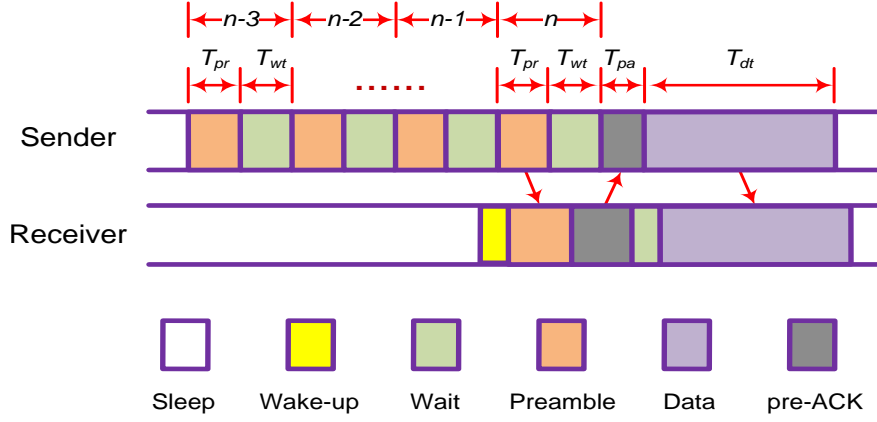 n-3 n-2 n-1 n
Tpr Twt Tpr Twt Tpa Tdt
......
Sender
Receiver
Sleep Wake-up Wait Preamble Data pre-ACK